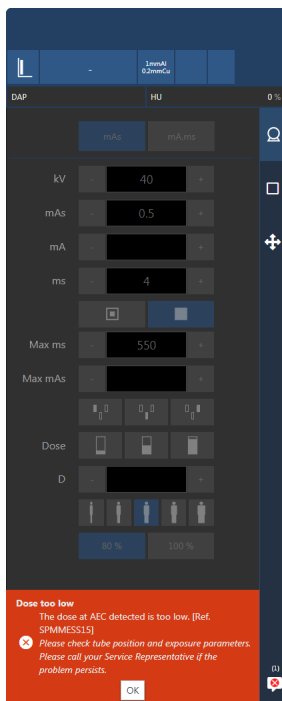 -
1mmAl
0.2mmCu
DAP HU 0 %
mAs mA.ms
kV - 40 +
mAs - 0.5 +
mA - +
ms - 4 +
Max ms - 550 +
Max mAs - +
Dose
D - +
80 % 100 %
Dose too low
The dose at AEC detected is too low. [Ref.
SPMMESS15]
Please check tube position and exposure parameters.
Please call your Service Representative if the
problem persists.
(1)
OK